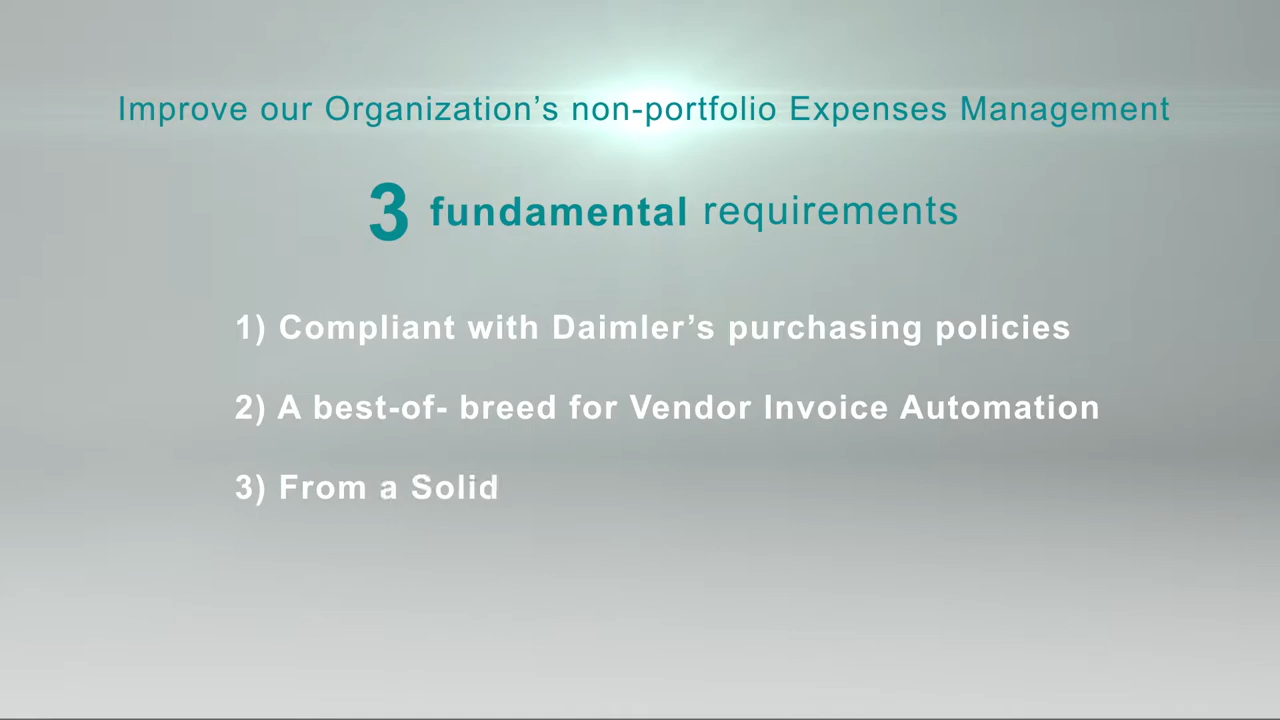 Improve our Organization’s non-portfolio Expenses Management
3 fundamental requirements
1) Compliant with Daimler’s purchasing policies
2) A best-of- breed for Vendor Invoice Automation
3) From a Solid